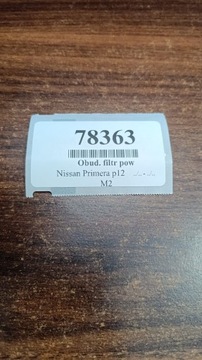 78363
Obud. filtr pow
Nissan Primera p12
M2